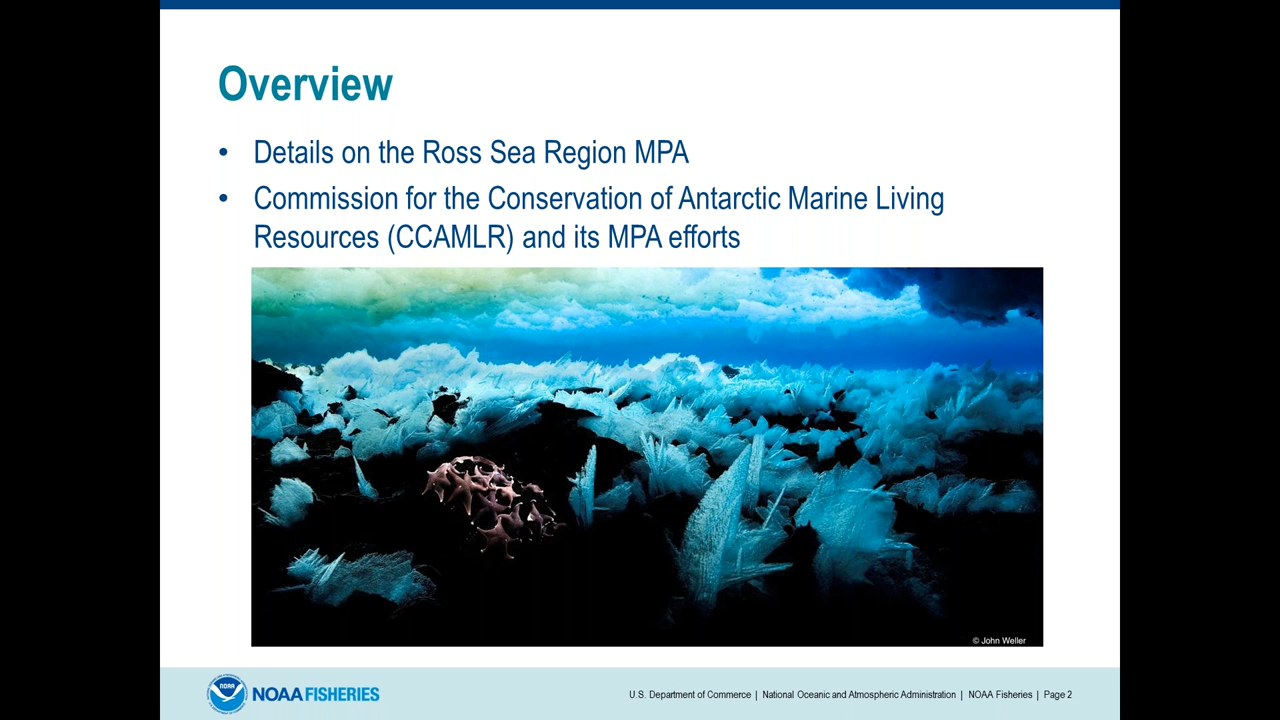 Overview
• Details on the Ross Sea Region MPA
• Commission for the Conservation of Antarctic Marine Living
Resources (CCAMLR) and its MPA efforts
© John Weller
NOAA
NOAA FISHERIES
U.S. Department of Commerce | National Oceanic and Atmospheric Administration | NOAA Fisheries | Page 2